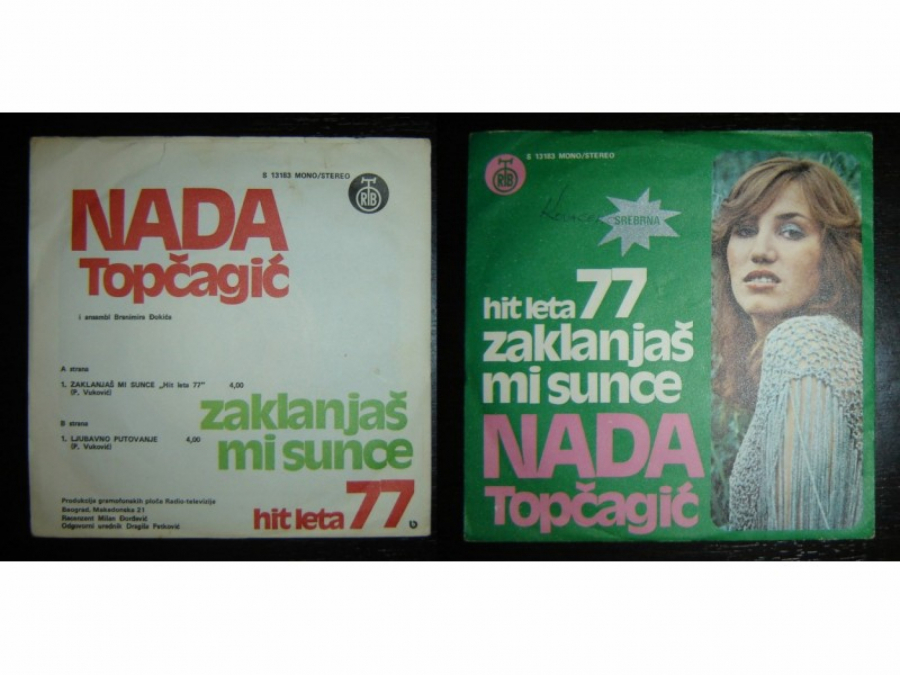 S 13183 MONO/STEREO
RTB
NADA
Topčagić
i ansambl Branimira Đokića
A strana
1. ZAKLANJAŠ MI SUNCE „Hit leta 77" 4,00
(P. Vuković)
B strana
1. LJUBAVNO PUTOVANJE 4,00
(P. Vuković)
zaklanjaš
mi sunce
Produkcija gramofonskih ploča Radio-televizije
Beograd, Makedonska 21
Recenzent Milan Đorđević
Odgovorni urednik Dragiša Petković
hit leta 77
RTB
S 13183 MONO/STEREO
SREBRNA
hit leta 77
zaklanjaš
mi sunce
NADA
Topčagić